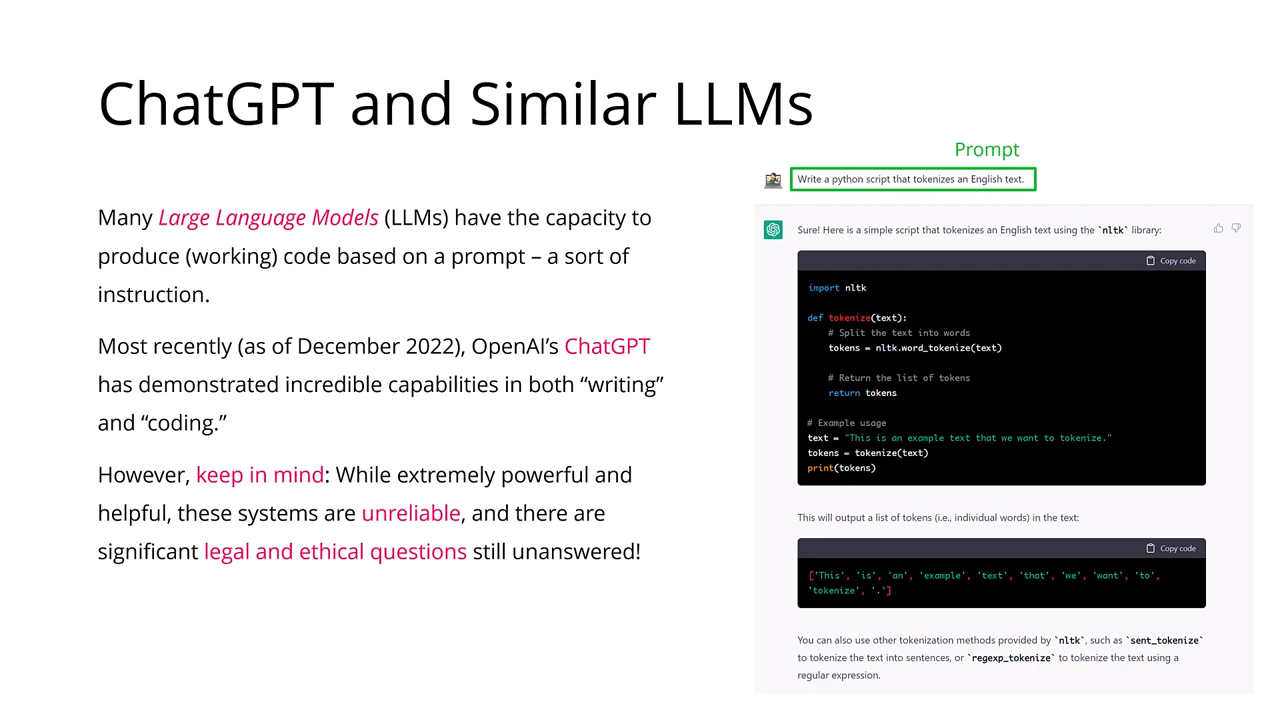 ChatGPT and Similar LLMs
Many Large Language Models (LLMs) have the capacity to
produce (working) code based on a prompt – a sort of
instruction.
Most recently (as of December 2022), OpenAI’s ChatGPT
has demonstrated incredible capabilities in both “writing”
and “coding.”
However, keep in mind: While extremely powerful and
helpful, these systems are unreliable, and there are
significant legal and ethical questions still unanswered!
Prompt
Write a python script that tokenizes an English text.
Sure! Here is a simple script that tokenizes an English text using the `nltk` library:
Copy code
import nltk
def tokenize(text):
# Split the text into words
tokens = nltk.word_tokenize(text)
# Return the list of tokens
return tokens
# Example usage
text = "This is an example text that we want to tokenize."
tokens = tokenize(text)
print(tokens)
This will output a list of tokens (i.e., individual words) in the text:
Copy code
['This', 'is', 'an', 'example', 'text', 'that', 'we', 'want', 'to',
'tokenize', '.']
You can also use other tokenization methods provided by `nltk`, such as `sent_tokenize`
to tokenize the text into sentences, or `regexp_tokenize` to tokenize the text using a
regular expression.